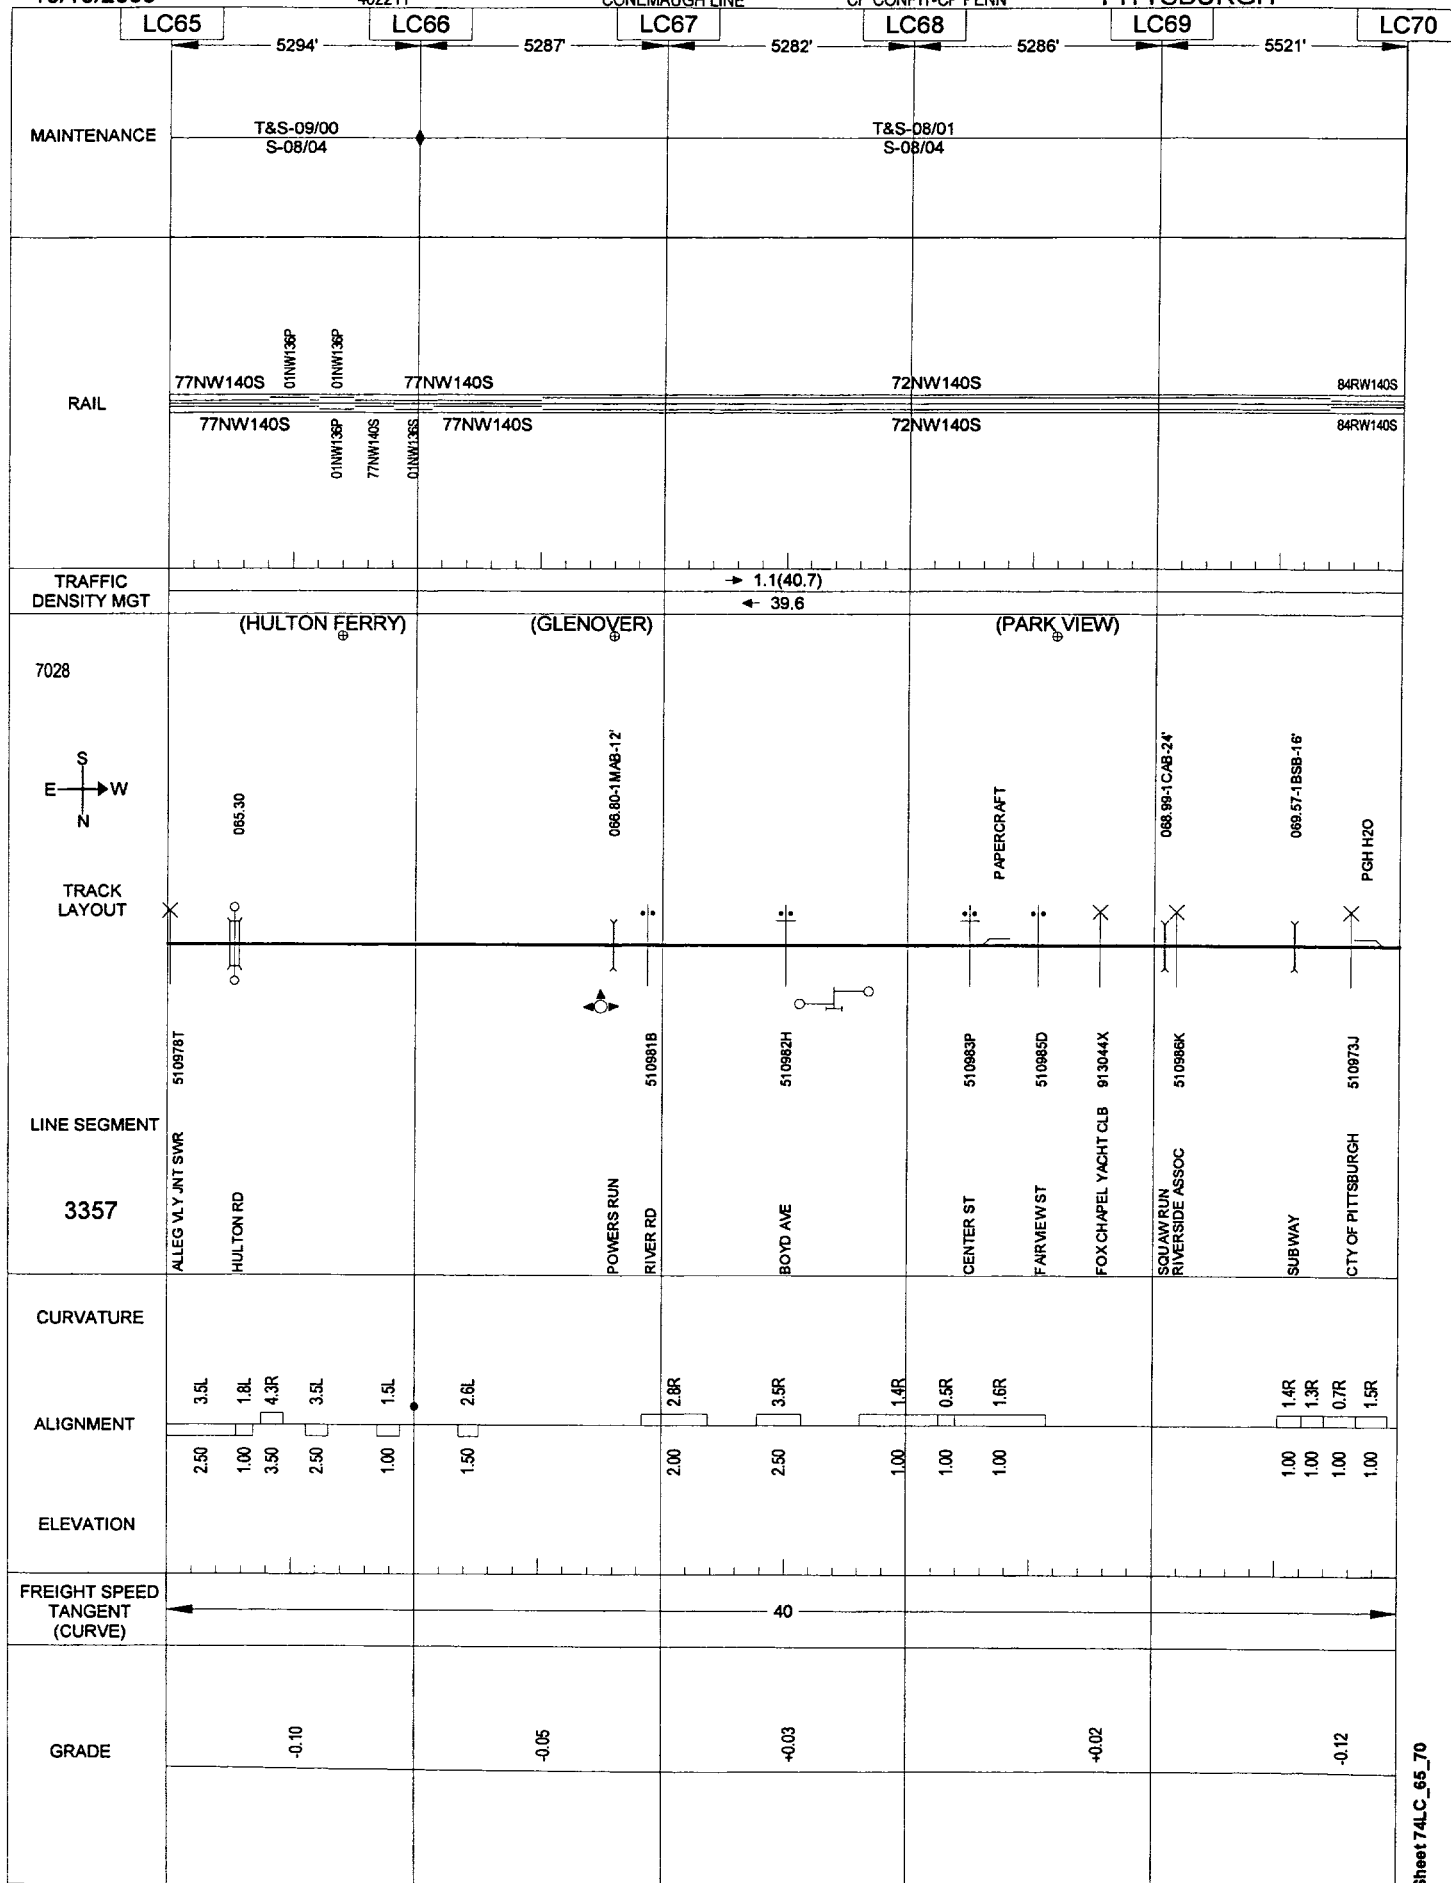 402211 CONEMAUGH LINE CP CONPIT-CP PENN PITTSBURGH
LC65 LC66 LC67 LC68 LC69 LC70
5294' 5287' 5282' 5286' 5521'
MAINTENANCE
T&S-09/00
S-08/04
T&S-08/01
S-08/04
RAIL
01NW136P 01NW136P
77NW140S 77NW140S 72NW140S 84RW140S
77NW140S 77NW140S 72NW140S 84RW140S
01NW136P 77NW140S 01NW136S
TRAFFIC
DENSITY MGT
→ 1.1(40.7)
← 39.6
(HULTON FERRY) (GLENOVER) (PARK VIEW)
7028
S
E W
N
065.30 066.80-1MAB-12' PAPERCRAFT 068.99-1CAB-24' 069.57-1BSB-16' PGH H2O
TRACK
LAYOUT
510978T 510981B 510982H 510983P 510985D 913044X 510986K 510973J
LINE SEGMENT
3357
ALLEG VLY JNT SWR
HULTON RD
POWERS RUN
RIVER RD
BOYD AVE
CENTER ST
FAIRVIEW ST
FOX CHAPEL YACHT CLB
SQUAW RUN
RIVERSIDE ASSOC
SUBWAY
CTY OF PITTSBURGH
CURVATURE
3.5L 1.8L 4.3R 3.5L 1.5L 2.6L 2.8R 3.5R 1.4R 0.5R 1.6R 1.4R 1.3R 0.7R 1.5R
ALIGNMENT
2.50 1.00 3.50 2.50 1.00 1.50 2.00 2.50 1.00 1.00 1.00 1.00 1.00 1.00 1.00
ELEVATION
FREIGHT SPEED
TANGENT
(CURVE)
40
GRADE
-0.10 -0.05 +0.03 +0.02 -0.12
Sheet 74LC_65_70